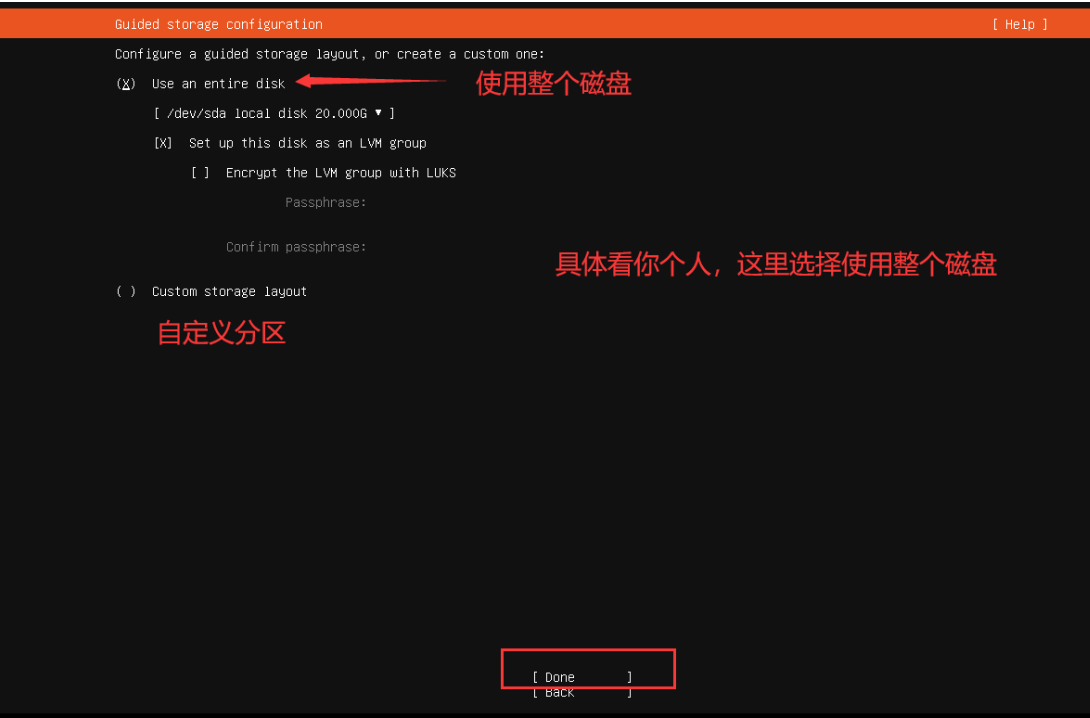 Guided storage configuration [ Help ]
Configure a guided storage layout, or create a custom one:
(X) Use an entire disk 使用整个磁盘
[ /dev/sda local disk 20.000G ▾ ]
[X] Set up this disk as an LVM group
[ ] Encrypt the LVM group with LUKS
Passphrase:
Confirm passphrase:
具体看你个人，这里选择使用整个磁盘
( ) Custom storage layout
自定义分区
[ Done ]
[ Back ]